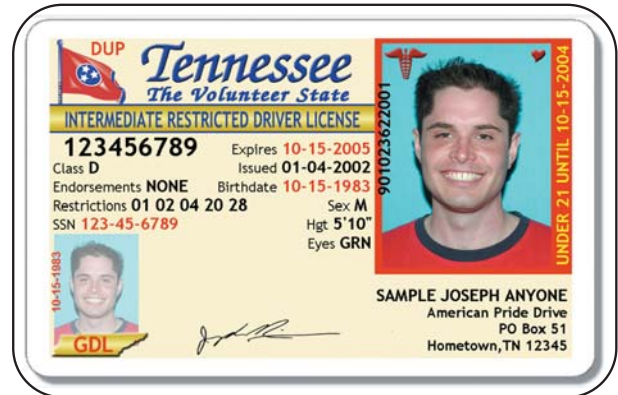 DUP
Tennessee
The Volunteer State
INTERMEDIATE RESTRICTED DRIVER LICENSE
123456789
Expires 10-15-2005
Class D
Issued 01-04-2002
Endorsements NONE
Birthdate 10-15-1983
Restrictions 01 02 04 20 28
Sex M
SSN 123-45-6789
Hgt 5'10"
Eyes GRN
10-15-1983
GDL
901023622001
UNDER 21 UNTIL 10-15-2004
SAMPLE JOSEPH ANYONE
American Pride Drive
PO Box 51
Hometown,TN 12345